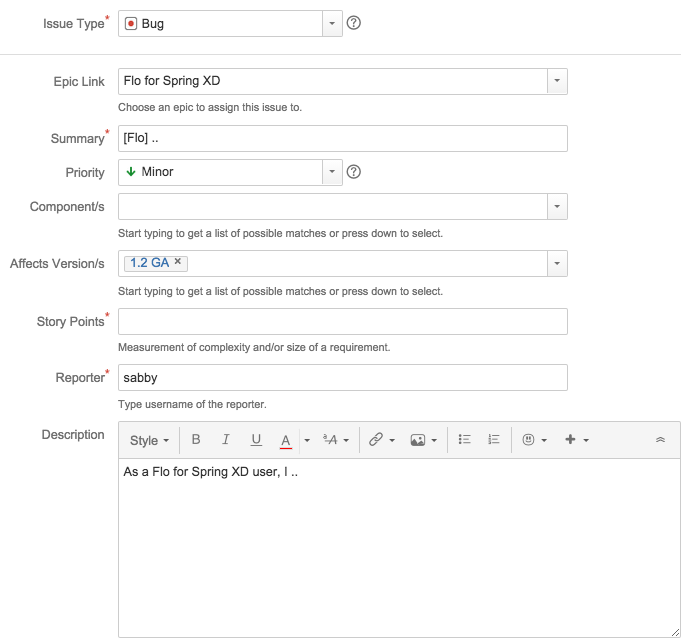 Issue Type* Bug
Epic Link Flo for Spring XD
Choose an epic to assign this issue to.
Summary* [Flo] ..
Priority Minor
Component/s
Start typing to get a list of possible matches or press down to select.
Affects Version/s 1.2 GA ×
Start typing to get a list of possible matches or press down to select.
Story Points*
Measurement of complexity and/or size of a requirement.
Reporter* sabby
Type username of the reporter.
Description Style B I U A ªA
As a Flo for Spring XD user, I ..